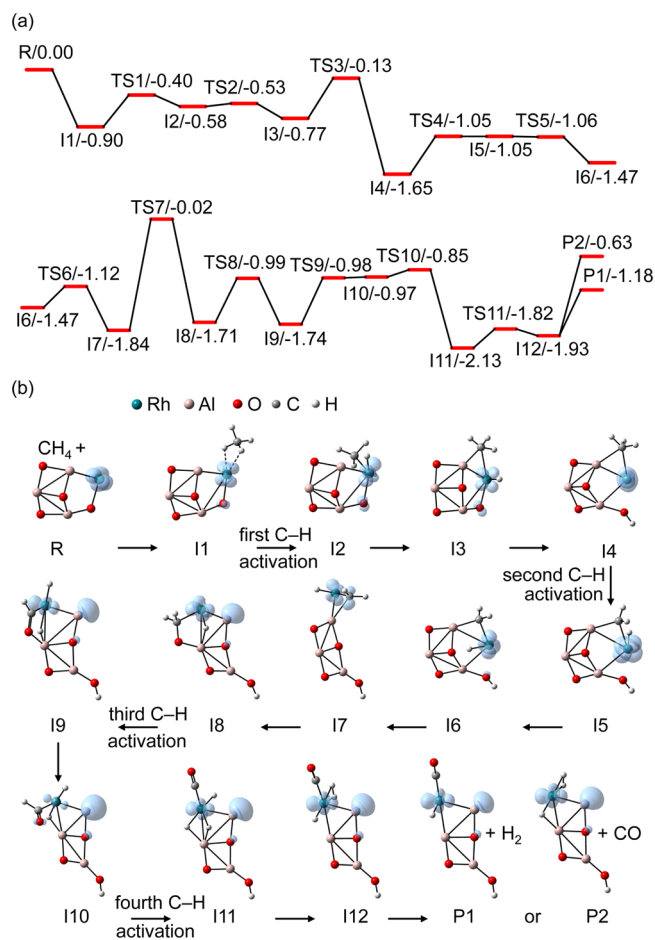 (a)
R/0.00
I1/-0.90
TS1/-0.40
I2/-0.58
TS2/-0.53
I3/-0.77
TS3/-0.13
I4/-1.65
TS4/-1.05
I5/-1.05
TS5/-1.06
I6/-1.47
I6/-1.47
TS6/-1.12
I7/-1.84
TS7/-0.02
I8/-1.71
TS8/-0.99
I9/-1.74
TS9/-0.98
I10/-0.97
TS10/-0.85
I11/-2.13
TS11/-1.82
I12/-1.93
P2/-0.63
P1/-1.18
(b)
Rh Al O C H
CH4 +
R
I1
first C–H
activation
I2
I3
I4
second C–H
activation
I9
third C–H
activation
I8
I7
I6
I5
+ H2
+ CO
I10
fourth C–H
activation
I11
I12
P1
or
P2